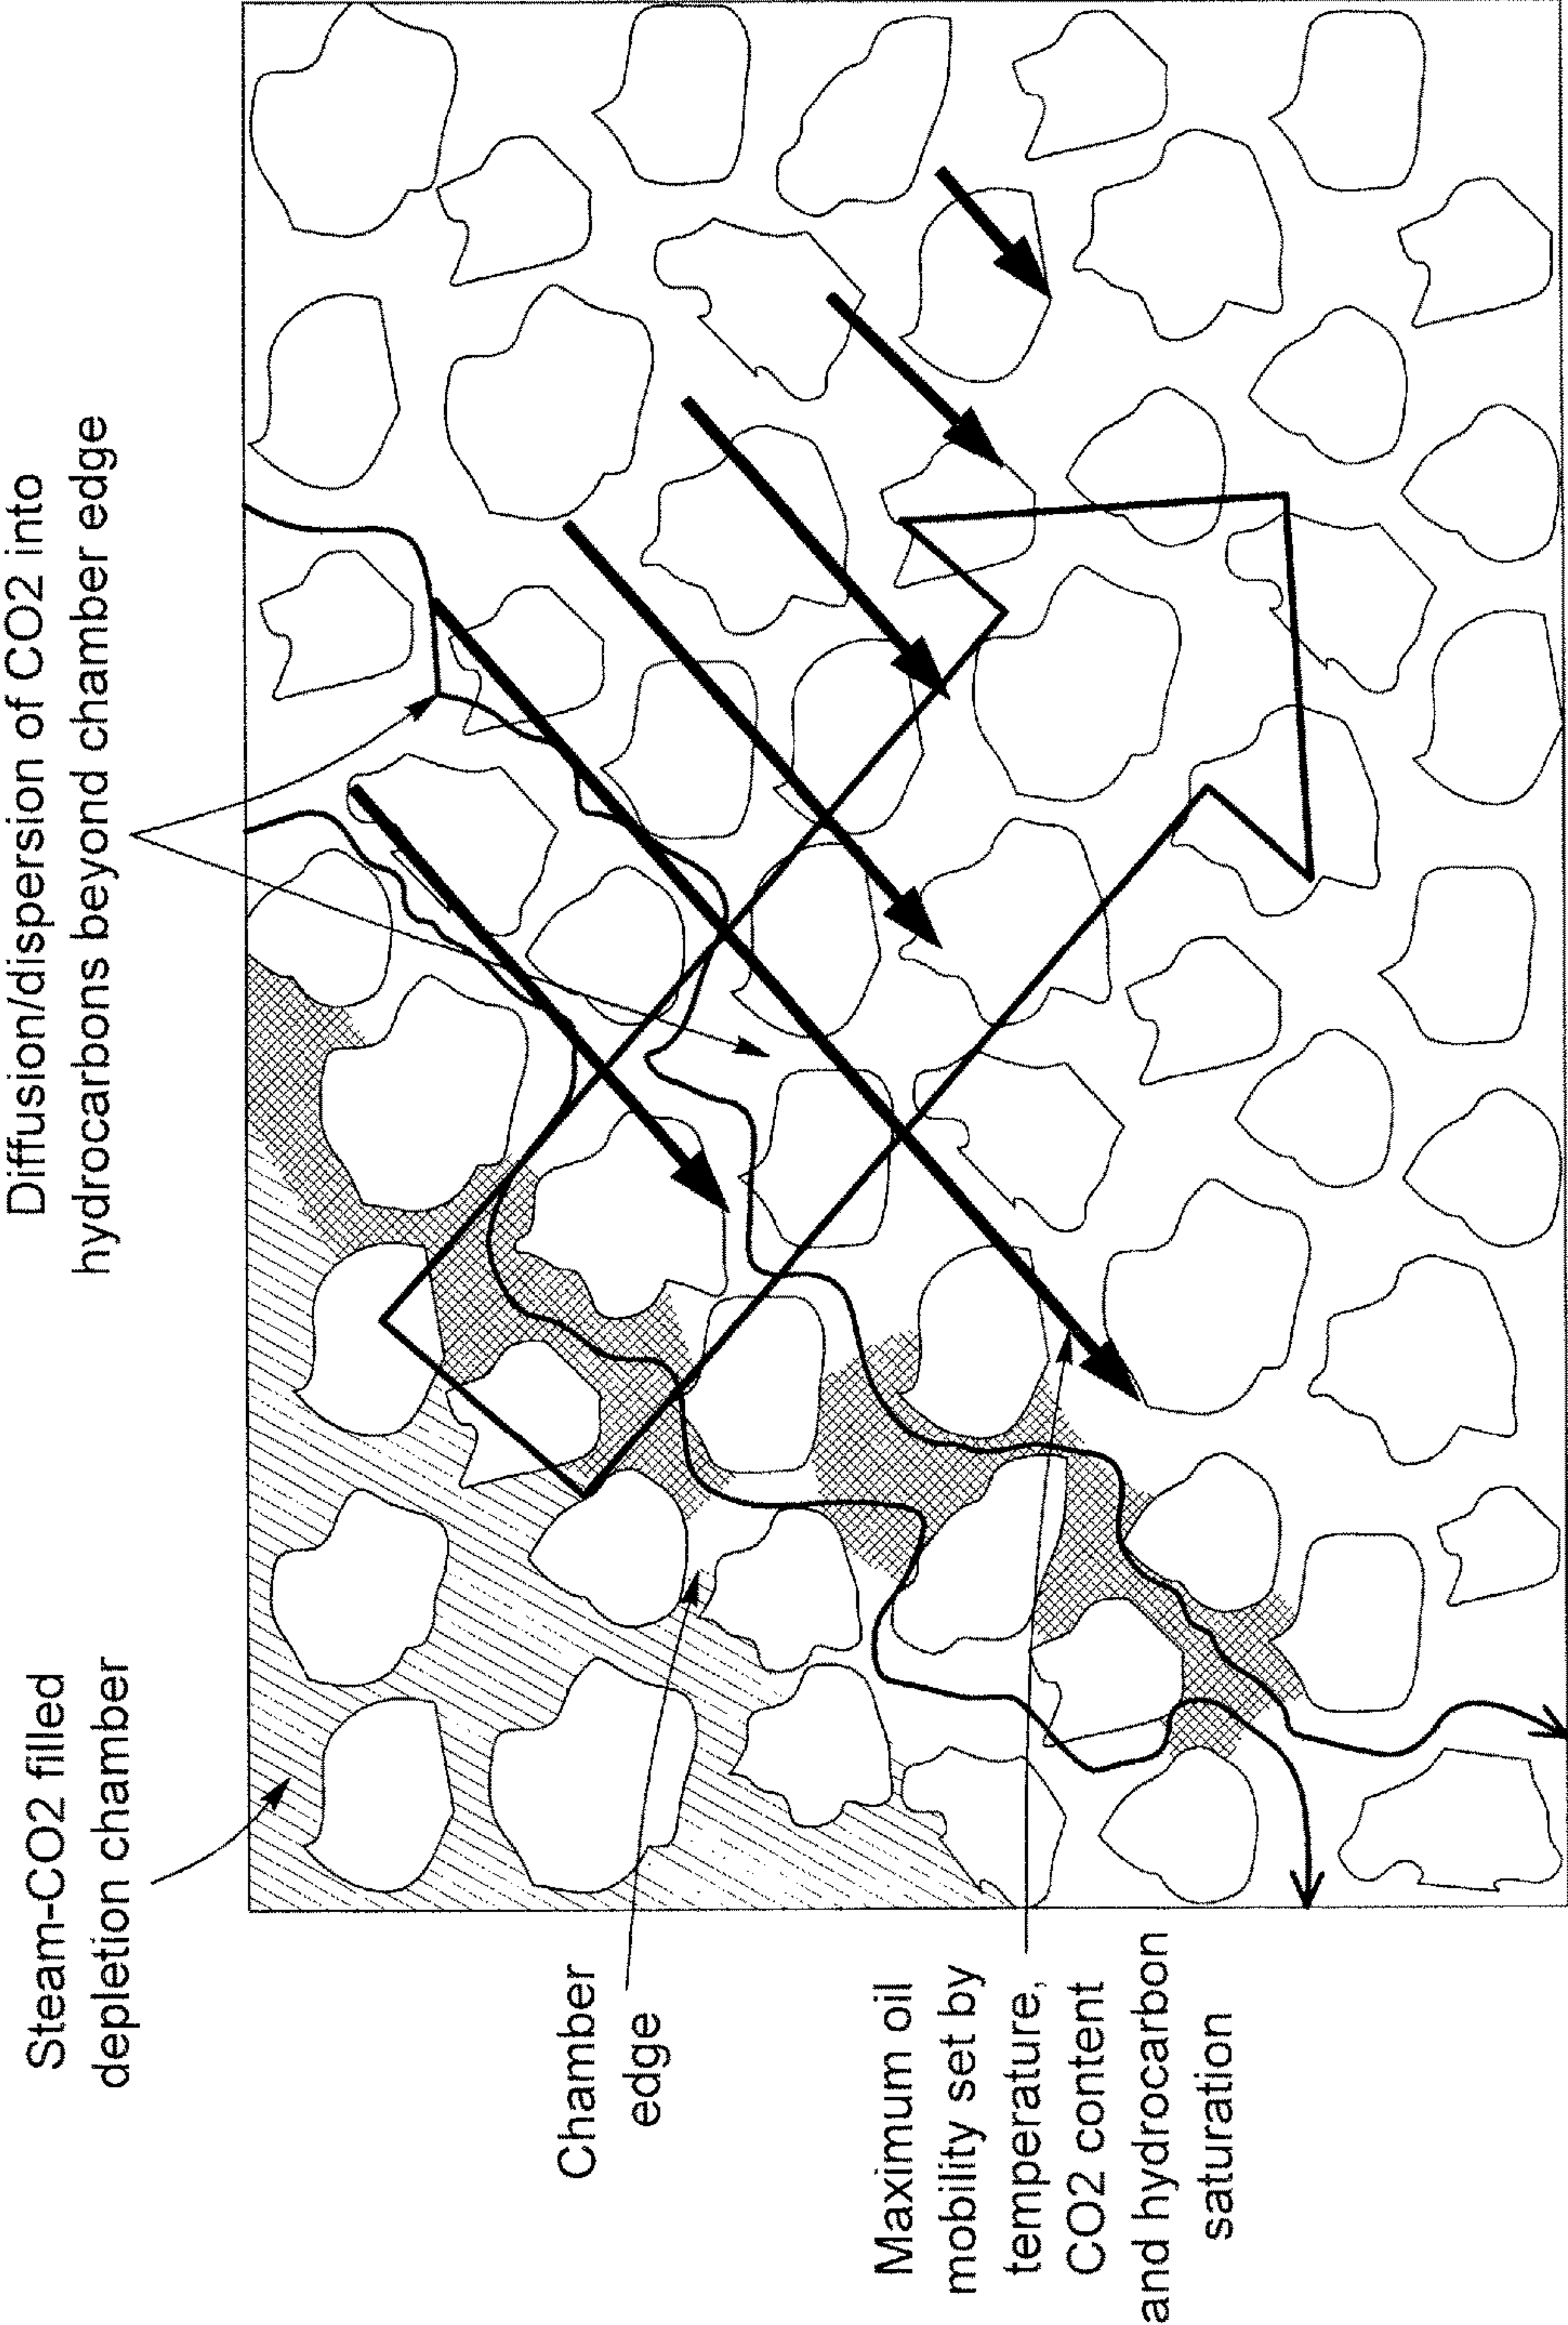 Steam-CO2 filled
depletion chamber
Diffusion/dispersion of CO2 into
hydrocarbons beyond chamber edge
Chamber
edge
Maximum oil
mobility set by
temperature,
CO2 content
and hydrocarbon
saturation